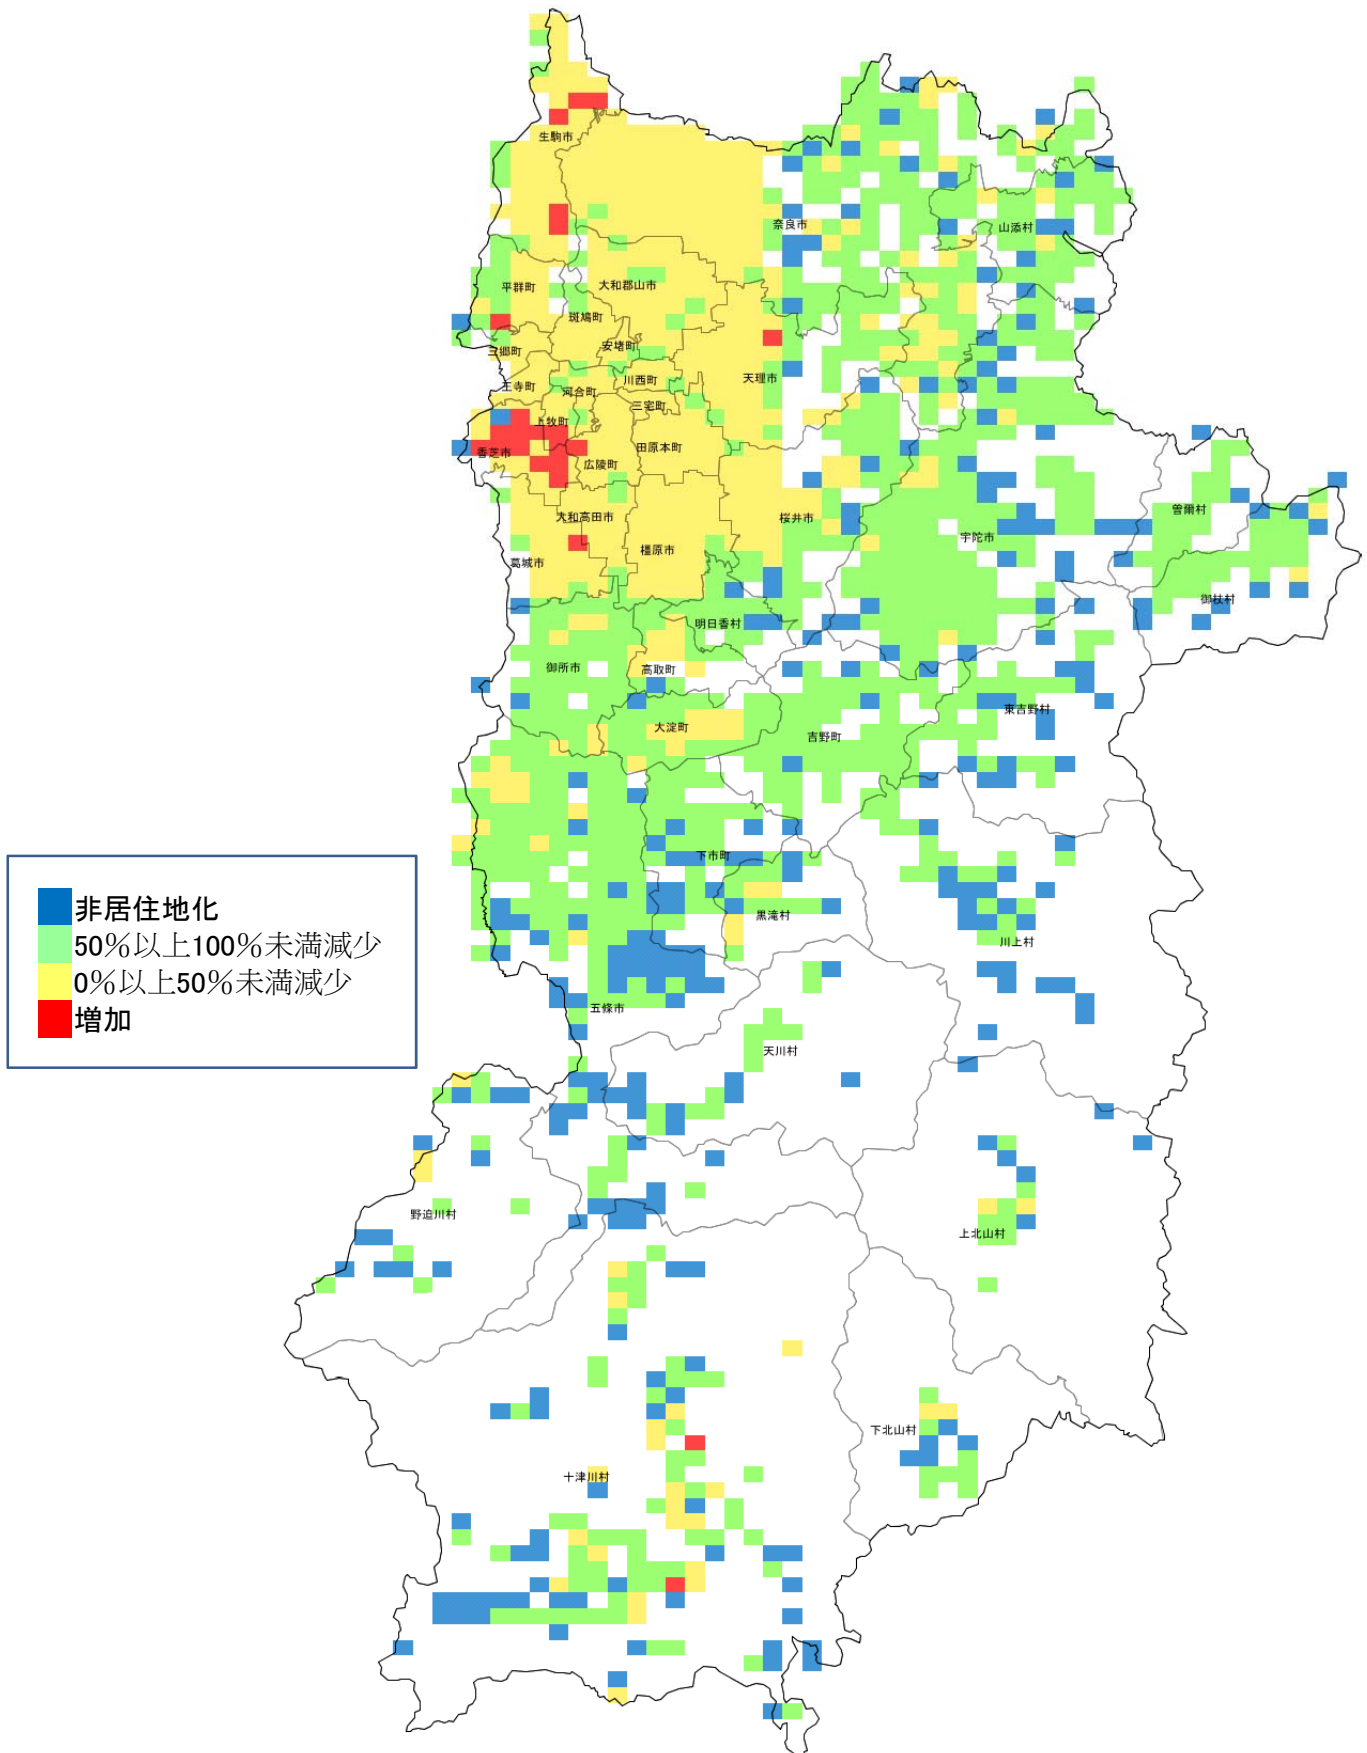 生駒市
奈良市
山添村
平群町
大和郡山市
斑鳩町
安堵町
三郷町
川西町
天理市
王寺町
河合町
三宅町
上牧町
田原本町
香芝市
広陵町
曽爾村
大和高田市
桜井市
宇陀市
橿原市
葛城市
御杖村
明日香村
御所市
高取町
東吉野村
大淀町
吉野町
下市町
黒滝村
川上村
非居住地化
50%以上100%未満減少
0%以上50%未満減少
増加
五條市
天川村
野迫川村
上北山村
下北山村
十津川村